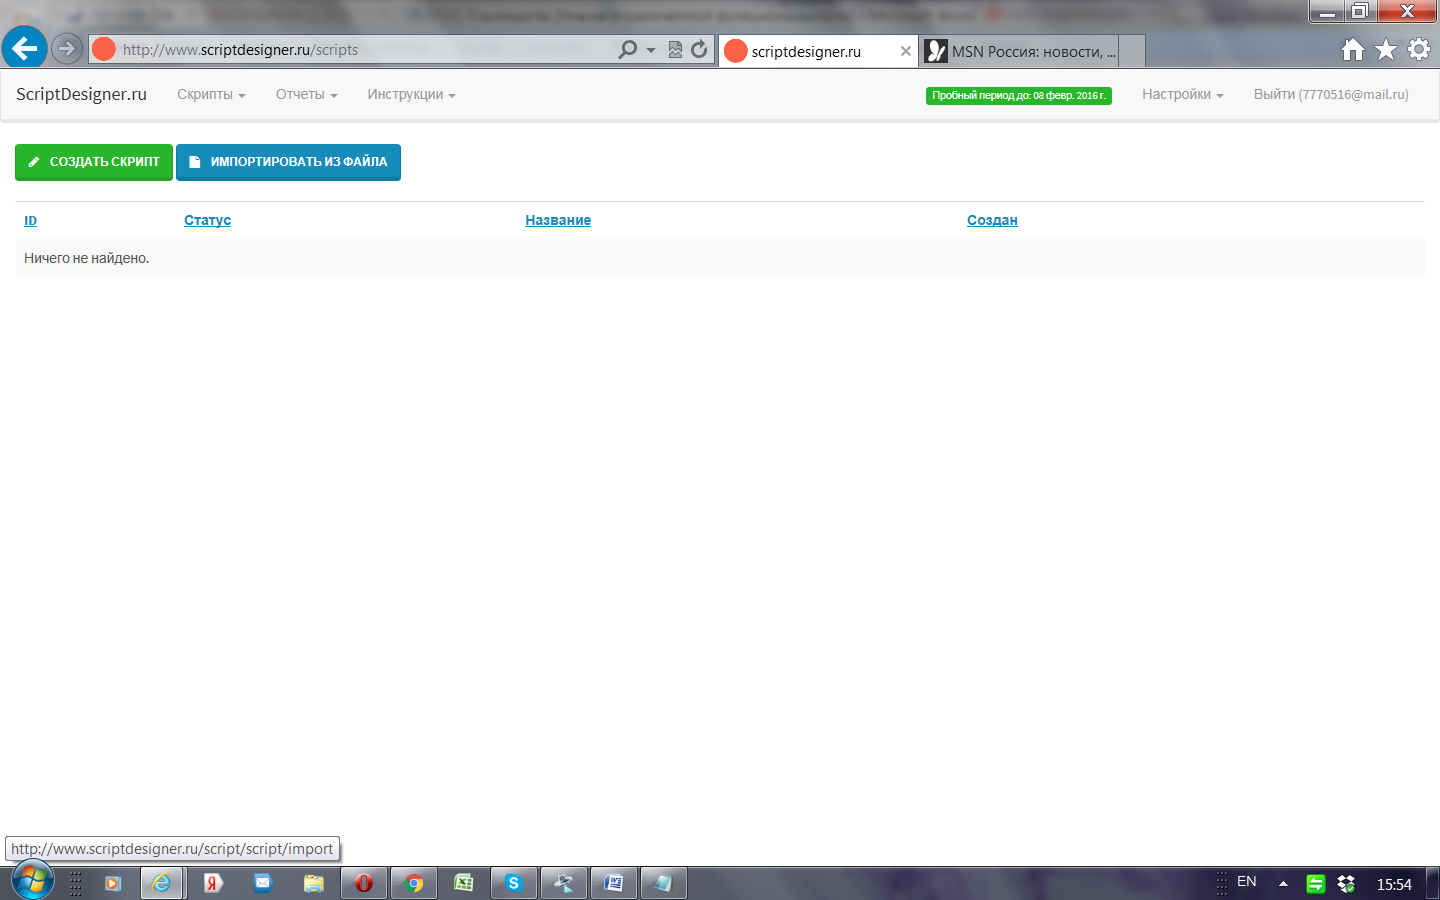 http://www.scriptdesigner.ru/scripts
scriptdesigner.ru
MSN Россия: новости, ...
ScriptDesigner.ru
Скрипты
Отчеты
Инструкции
Пробный период до: 08 февр. 2016 г.
Настройки
Выйти (7770516@mail.ru)
СОЗДАТЬ СКРИПТ
ИМПОРТИРОВАТЬ ИЗ ФАЙЛА
ID
Статус
Название
Создан
Ничего не найдено.
http://www.scriptdesigner.ru/script/script/import
EN
15:54